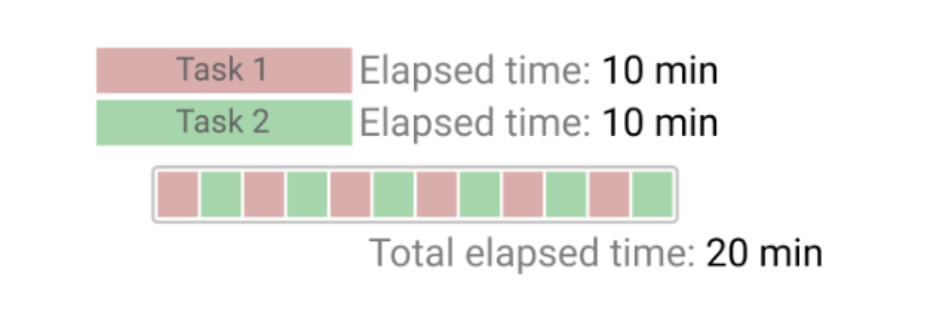 Task 1 Elapsed time: 10 min
Task 2 Elapsed time: 10 min
Total elapsed time: 20 min